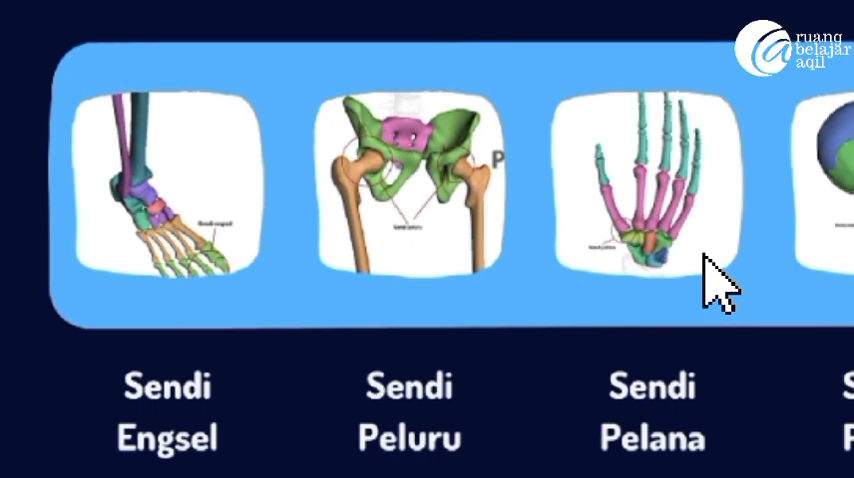 ruang
belajar
aqil
P
Sendi
Engsel
Sendi
Peluru
Sendi
Pelana